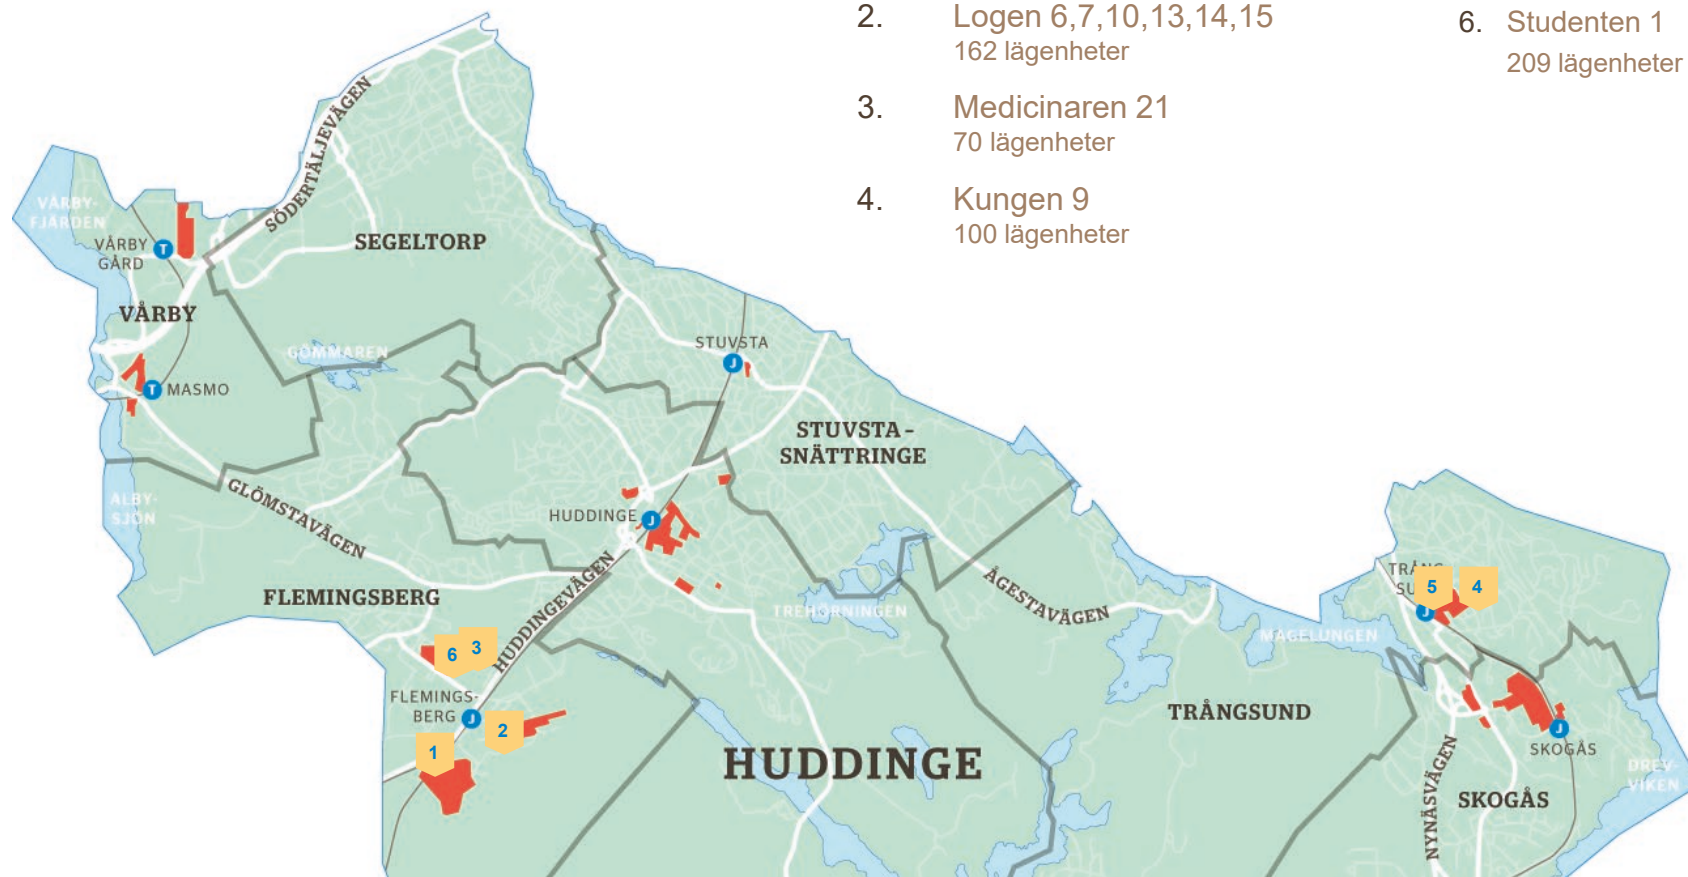 2. Logen 6,7,10,13,14,15
162 lägenheter
6. Studenten 1
209 lägenheter
3. Medicinaren 21
70 lägenheter
4. Kungen 9
100 lägenheter
SÖDERTÄLJEVÄGEN
VÅRBY-
FJÄRDEN
VÅRBY
GÅRD
T
SEGELTORP
VÅRBY
GÖMMAREN
STUVSTA
J
T
MASMO
STUVSTA-
SNÄTTRINGE
ALBY-
SJÖN
GLÖMSTAVÄGEN
HUDDINGE
J
HUDDINGEVÄGEN
FLEMINGSBERG
TREHÖRNINGEN
ÅGESTAVÄGEN
MAGELUNGEN
5
4
J
6
3
FLEMINGS-
BERG
J
2
1
HUDDINGE
TRÅNGSUND
NYNÄSVÄGEN
J
SKOGÅS
SKOGÅS
DREV-
VIKEN